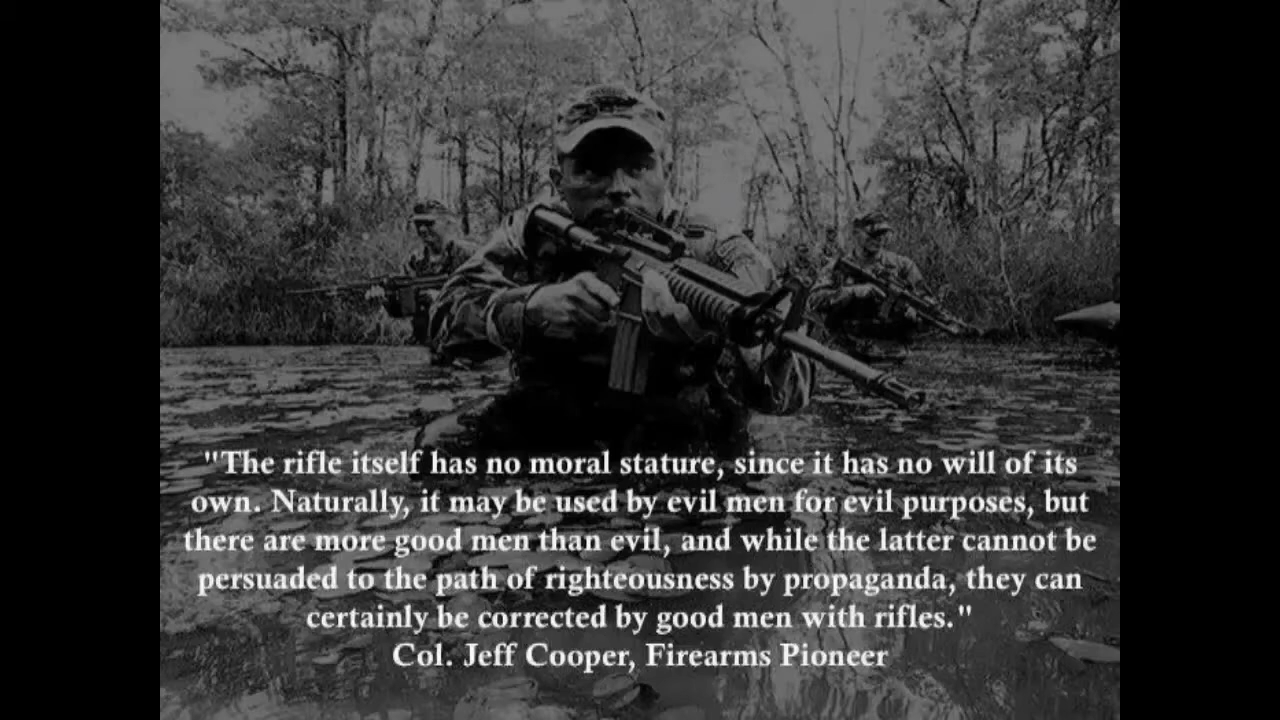 "The rifle itself has no moral stature, since it has no will of its
own. Naturally, it may be used by evil men for evil purposes, but
there are more good men than evil, and while the latter cannot be
persuaded to the path of righteousness by propaganda, they can
certainly be corrected by good men with rifles."
Col. Jeff Cooper, Firearms Pioneer